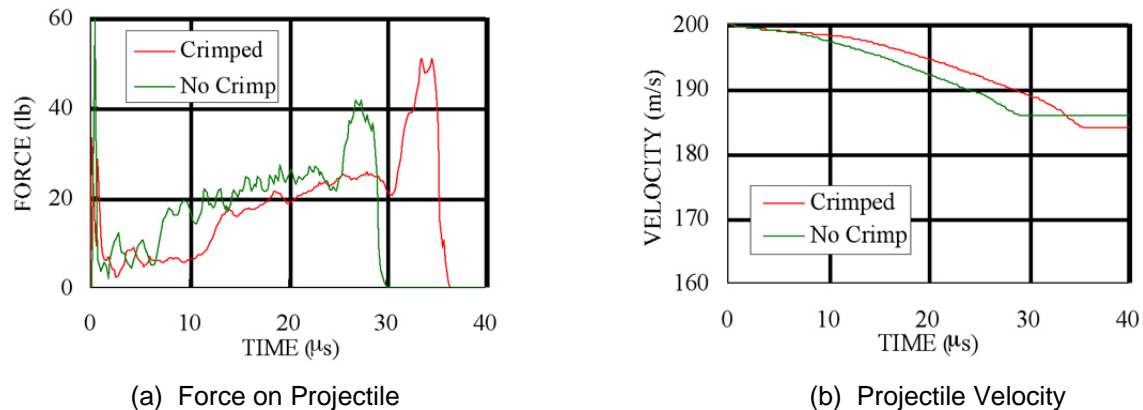 60
40
20
0
FORCE (lb)
Crimped
No Crimp
0 10 20 30 40
TIME (μs)
(a) Force on Projectile
200
190
180
170
160
VELOCITY (m/s)
Crimped
No Crimp
0 10 20 30 40
TIME (μs)
(b) Projectile Velocity